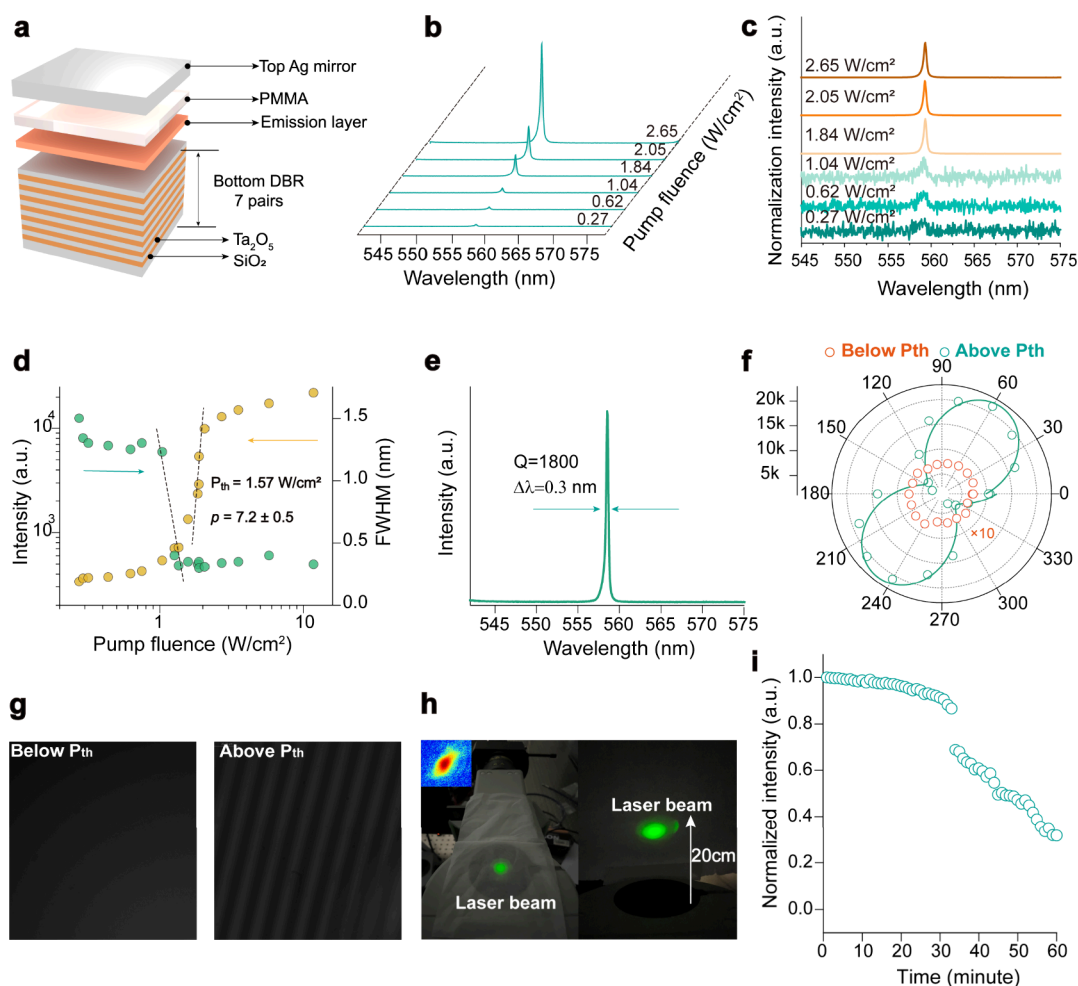 a
Top Ag mirror
PMMA
Emission layer
Bottom DBR
7 pairs
Ta₂O₅
SiO₂
b
2.65
2.05
1.84
1.04
0.62
0.27
Pump fluence (W/cm²)
545 550 555 560 565 570 575
Wavelength (nm)
c
Normalization intensity (a.u.)
2.65 W/cm²
2.05 W/cm²
1.84 W/cm²
1.04 W/cm²
0.62 W/cm²
0.27 W/cm²
545 550 555 560 565 570 575
Wavelength (nm)
d
Intensity (a.u.)
10⁴
10³
Pth = 1.57 W/cm²
p = 7.2 ± 0.5
1.5
1.2
0.9
0.6
0.3
0.0
FWHM (nm)
1 10
Pump fluence (W/cm²)
e
Intensity (a.u.)
Q=1800
Δλ=0.3 nm
545 550 555 560 565 570 575
Wavelength (nm)
f
Below Pth Above Pth
20k
15k
10k
5k
90
120 60
150 30
180 0
×10
210 330
240 300
270
g
Below Pth
Above Pth
h
Laser beam
Laser beam
20cm
i
Normalized intensity (a.u.)
1.0
0.8
0.6
0.4
0.2
0.0
0 10 20 30 40 50 60
Time (minute)